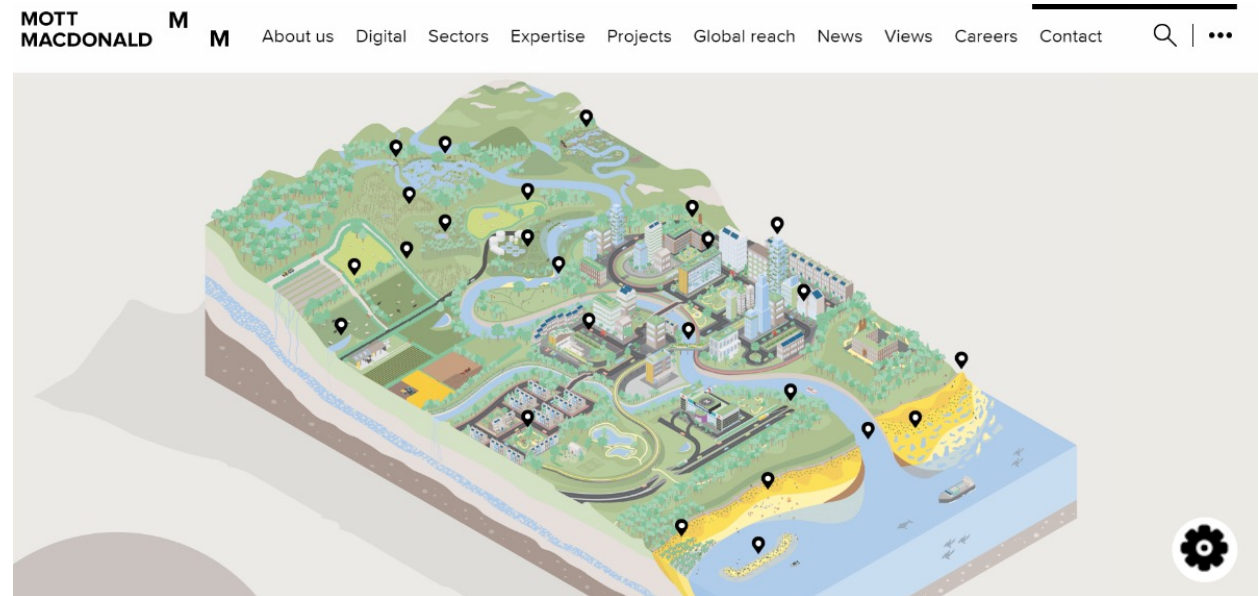 MOTT
MACDONALD
M
M
About us Digital Sectors Expertise Projects Global reach News Views Careers Contact